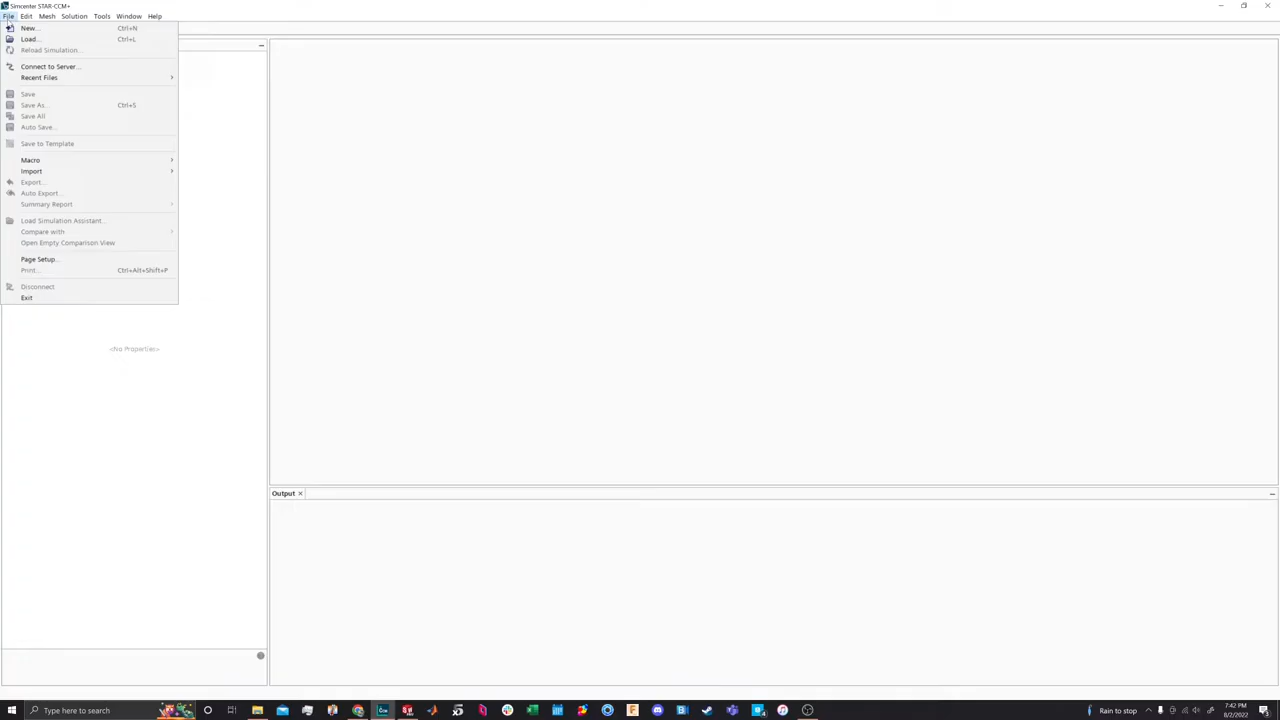 Simcenter STAR-CCM+
File Edit Mesh Solution Tools Window Help
New... Ctrl+N
Load... Ctrl+L
Reload Simulation...
Connect to Server...
Recent Files
Save
Save As... Ctrl+S
Save All
Auto Save...
Save to Template
Macro
Import
Export...
Auto Export...
Summary Report
Load Simulation Assistant...
Compare with
Open Empty Comparison View
Page Setup...
Print... Ctrl+Alt+Shift+P
Disconnect
Exit
<No Properties>
Output
Type here to search
Rain to stop
7:42 PM
8/2/2022